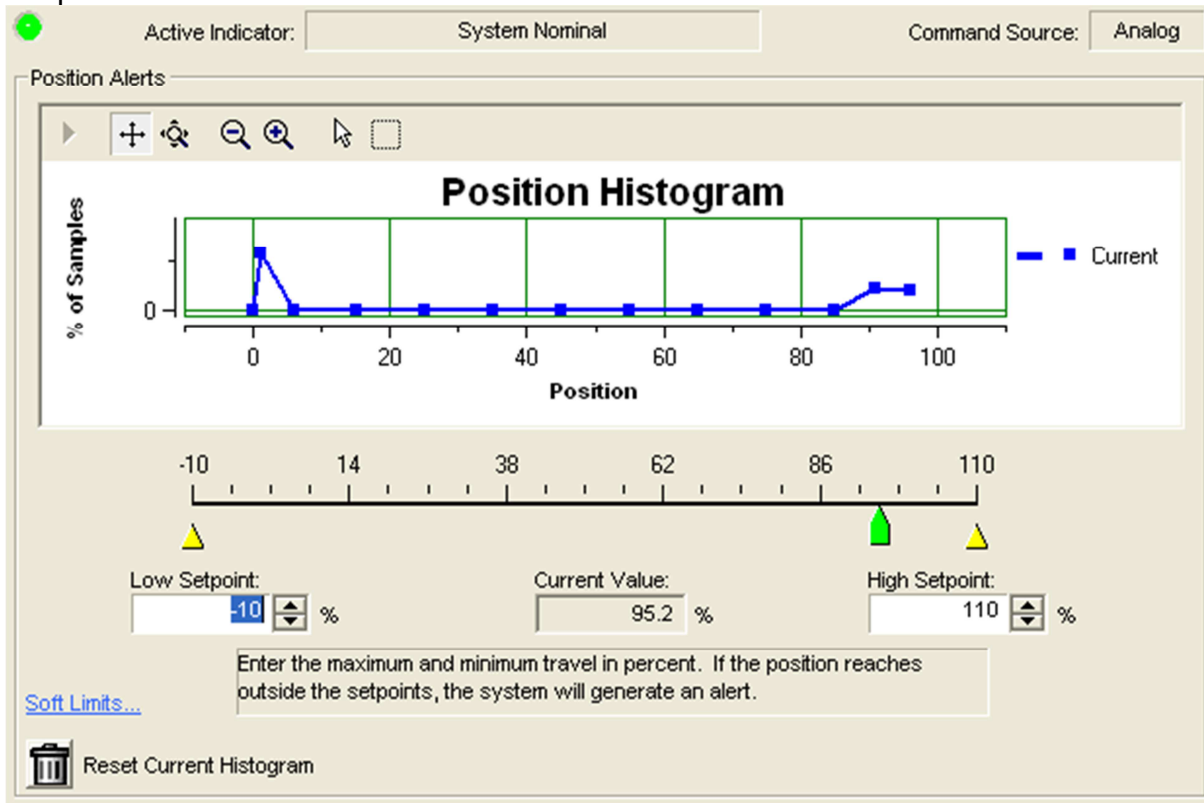 Active Indicator: System Nominal Command Source: Analog
Position Alerts
Position Histogram
% of Samples
0
Current
0 20 40 60 80 100
Position
-10 14 38 62 86 110
Low Setpoint: Current Value: High Setpoint:
-10 % 95.2 % 110 %
Enter the maximum and minimum travel in percent. If the position reaches
outside the setpoints, the system will generate an alert.
Soft Limits...
Reset Current Histogram